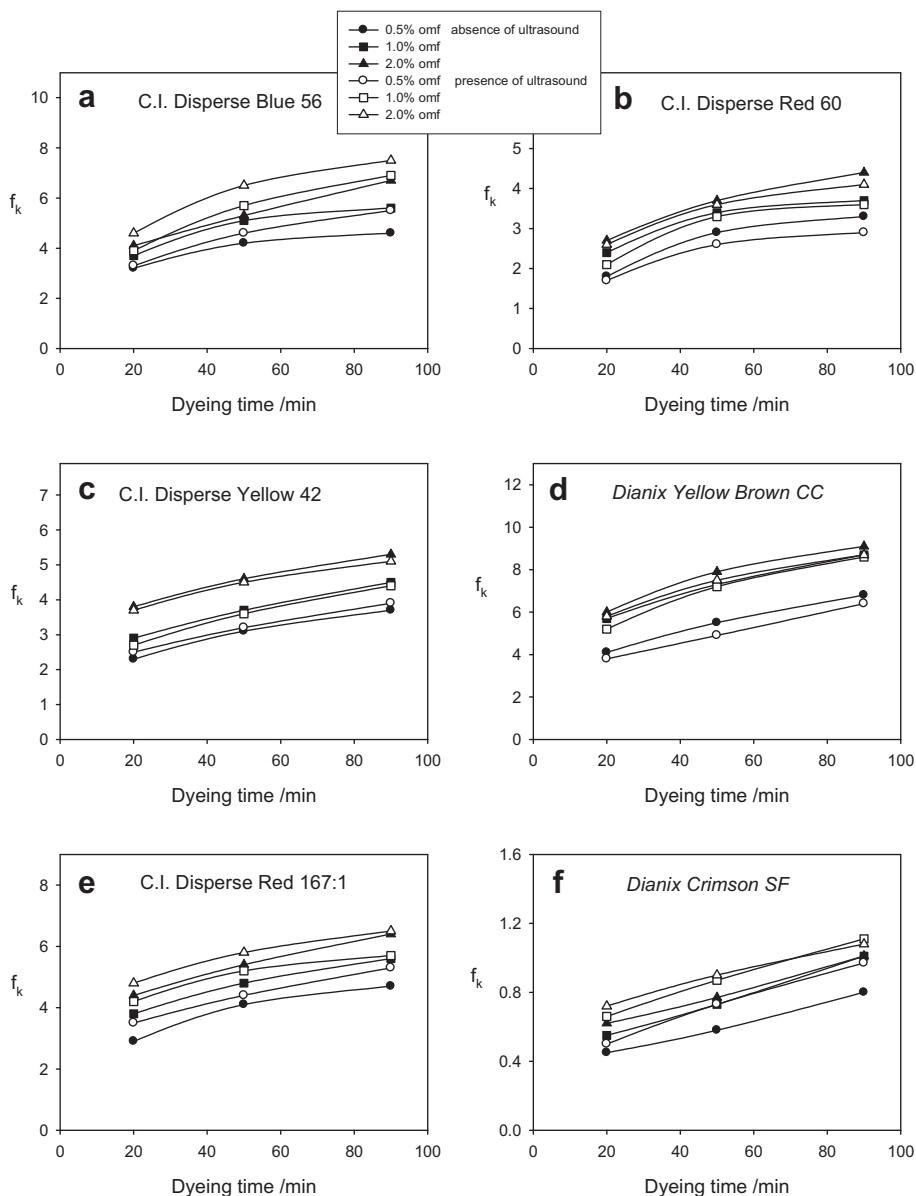 0.5% omf absence of ultrasound
1.0% omf
2.0% omf
0.5% omf presence of ultrasound
1.0% omf
2.0% omf
a
C.I. Disperse Blue 56
10
8
6
4
2
0
f_k
0 20 40 60 80 100
Dyeing time /min
b
C.I. Disperse Red 60
5
4
3
2
1
0
f_k
0 20 40 60 80 100
Dyeing time /min
c
C.I. Disperse Yellow 42
7
6
5
4
3
2
1
0
f_k
0 20 40 60 80 100
Dyeing time /min
d
Dianix Yellow Brown CC
12
10
8
6
4
2
0
f_k
0 20 40 60 80 100
Dyeing time /min
e
C.I. Disperse Red 167:1
8
6
4
2
0
f_k
0 20 40 60 80 100
Dyeing time /min
f
Dianix Crimson SF
1.6
1.2
0.8
0.4
0.0
f_k
0 20 40 60 80 100
Dyeing time /min